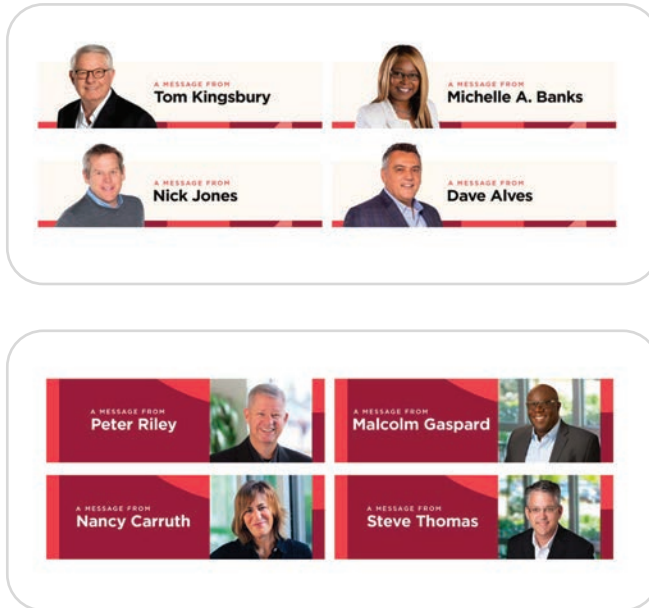 A MESSAGE FROM
Tom Kingsbury
A MESSAGE FROM
Michelle A. Banks
A MESSAGE FROM
Nick Jones
A MESSAGE FROM
Dave Alves
A MESSAGE FROM
Peter Riley
A MESSAGE FROM
Malcolm Gaspard
A MESSAGE FROM
Nancy Carruth
A MESSAGE FROM
Steve Thomas